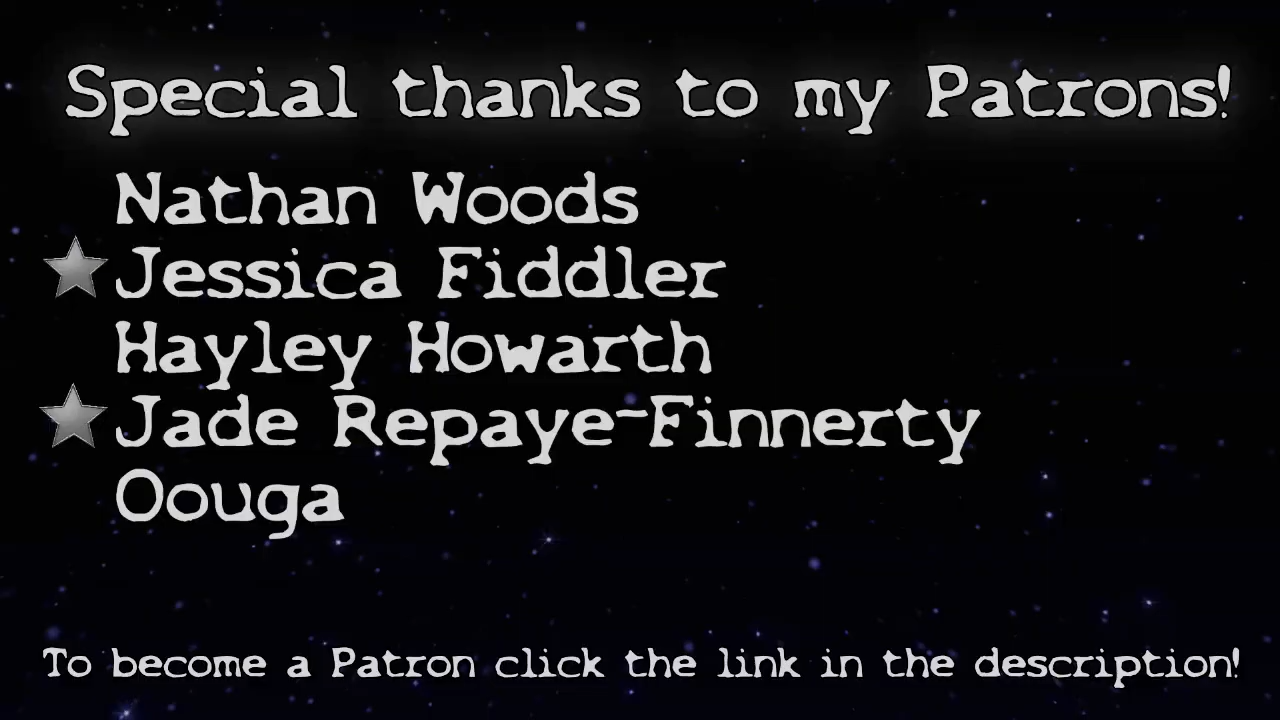 Special thanks to my Patrons!
Nathan Woods
Jessica Fiddler
Hayley Howarth
Jade Repaye-Finnerty
Oouga
To become a Patron click the link in the description!